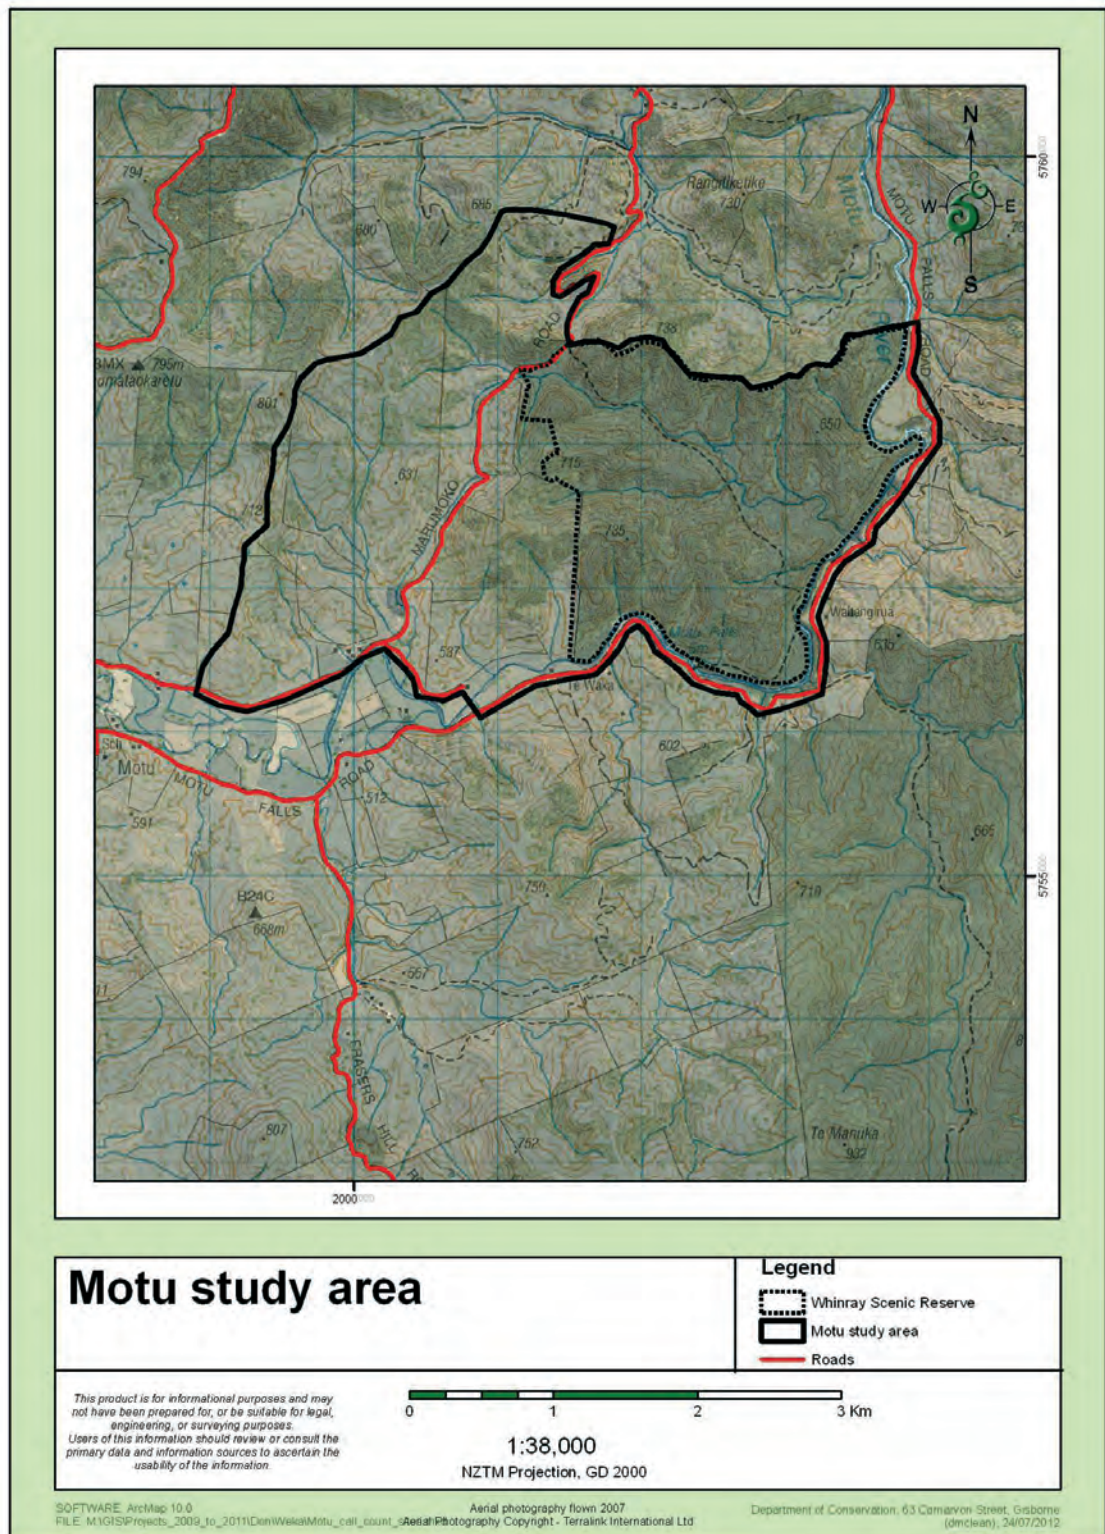 N
W
E
S
5760
794
685
680
Rangitikeuke
730
Motu
River
MOTU
FALLS
ROAD
ROAD
738
795m
801
650
631
715
712
MARUMOKO
735
Waitangirua
587
Te Waka
602
Motu
MOTU
FALLS
ROAD
512
591
750
719
665
5755
B24C
668m
557
FRASERS
HILL
807
762
Te Manuka
932
2000
Motu study area
Legend
Whinray Scenic Reserve
Motu study area
Roads
This product is for informational purposes and may
not have been prepared for, or be suitable for legal,
engineering, or surveying purposes.
Users of this information should review or consult the
primary data and information sources to ascertain the
usability of the information.
0 1 2 3 Km
1:38,000
NZTM Projection, GD 2000
SOFTWARE: ArcMap 10.0
Aerial photography flown 2007
Department of Conservation, 63 Carnarvon Street, Gisborne
Aerial Photography Copyright - Terralink International Ltd
(dmclean), 24/07/2012